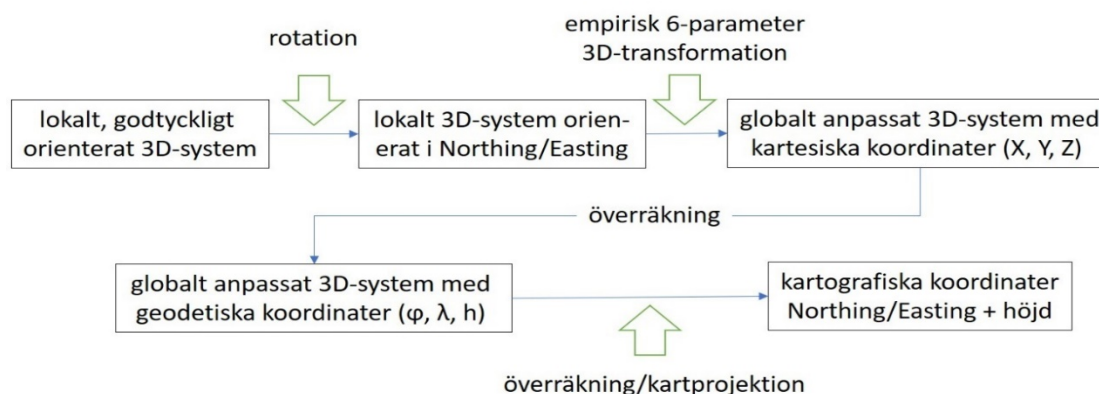 rotation
empirisk 6-parameter
3D-transformation
lokalt, godtyckligt
orienterat 3D-system
lokalt 3D-system orien-
erat i Northing/Easting
globalt anpassat 3D-system med
kartesiska koordinater (X, Y, Z)
överräkning
globalt anpassat 3D-system med
geodetiska koordinater (φ, λ, h)
kartografiska koordinater
Northing/Easting + höjd
överräkning/kartprojektion